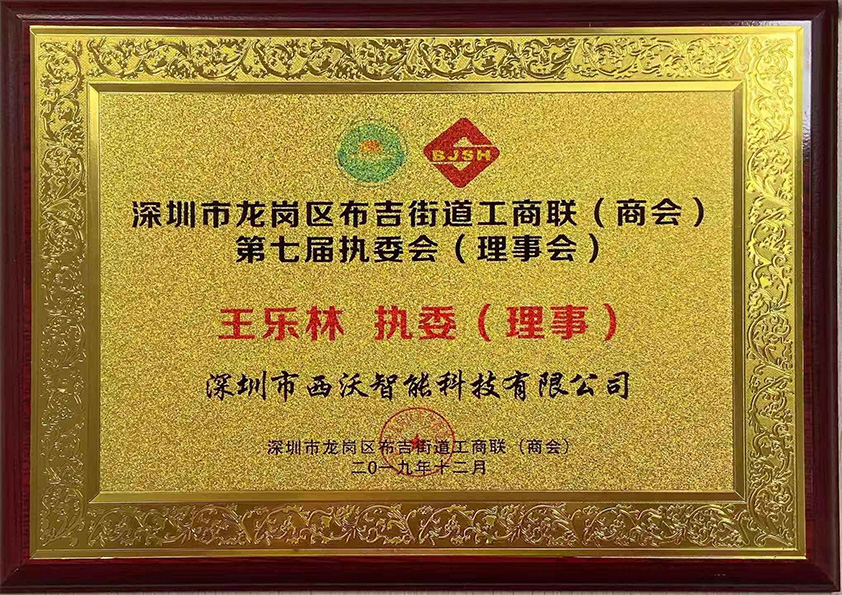 BJSH
深圳市龙岗区布吉街道工商联（商会）
第七届执委会（理事会）
王乐林 执委（理事）
深圳市西沃智能科技有限公司
深圳市龙岗区布吉街道工商联（商会）
二0一九年十二月